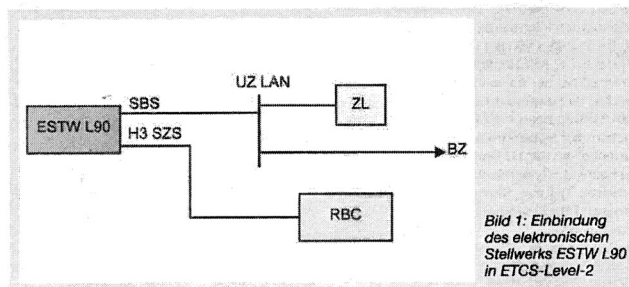 UZ LAN
SBS
ZL
ESTW L90
H3 SZS
BZ
RBC
Bild 1: Einbindung
des elektronischen
Stellwerks ESTW L90
in ETCS-Level-2